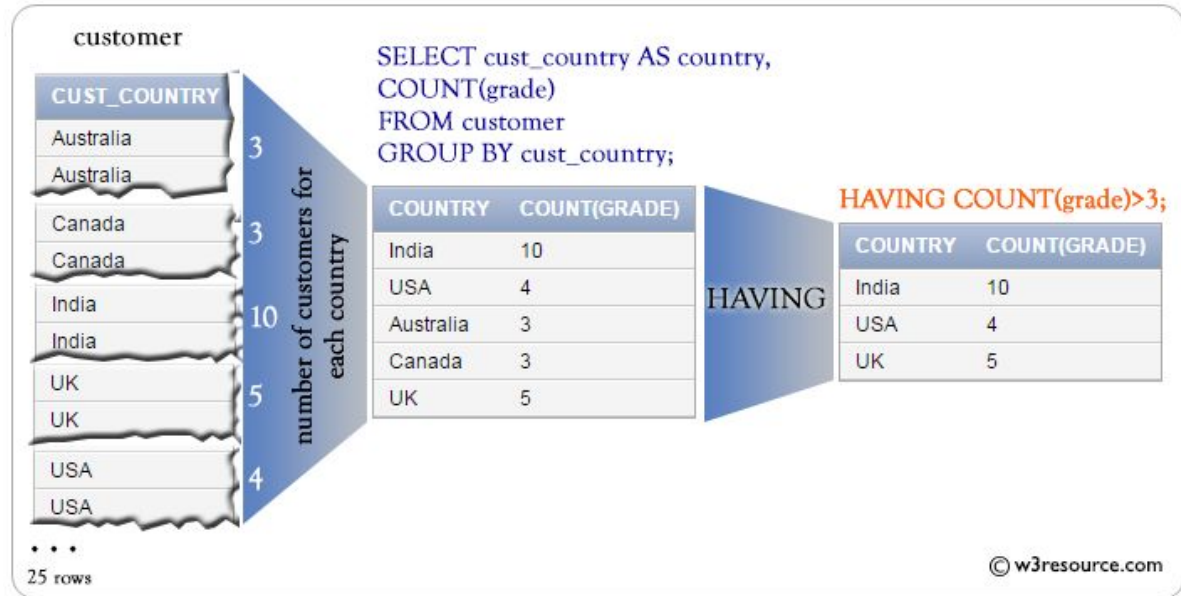 customer
CUST_COUNTRY
Australia
Australia
Canada
Canada
India
India
UK
UK
USA
USA
• • •
25 rows
3
3
10
5
4
number of customers for
each country
SELECT cust_country AS country,
COUNT(grade)
FROM customer
GROUP BY cust_country;
COUNTRY COUNT(GRADE)
India 10
USA 4
Australia 3
Canada 3
UK 5
HAVING
HAVING COUNT(grade)>3;
COUNTRY COUNT(GRADE)
India 10
USA 4
UK 5
© w3resource.com